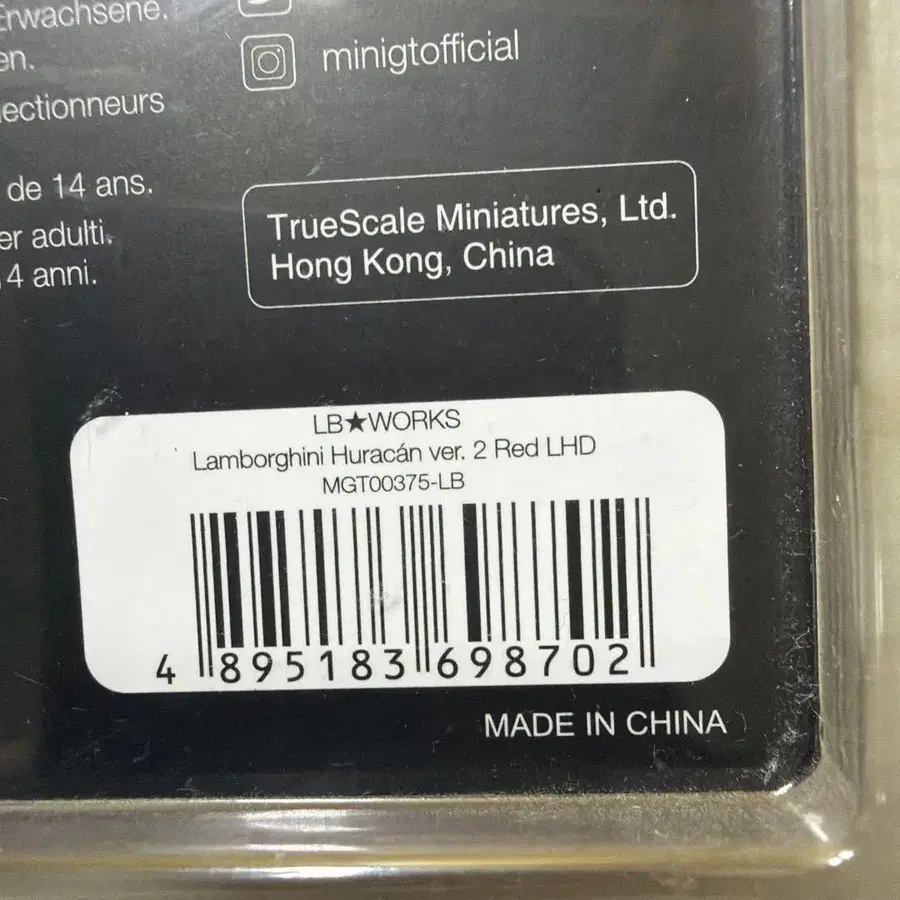 Erwachsene.
en.
lectionneurs
de 14 ans.
er adulti.
4 anni.
minigtofficial
TrueScale Miniatures, Ltd.
Hong Kong, China
LB★WORKS
Lamborghini Huracán ver. 2 Red LHD
MGT00375-LB
4 895183 698702
MADE IN CHINA